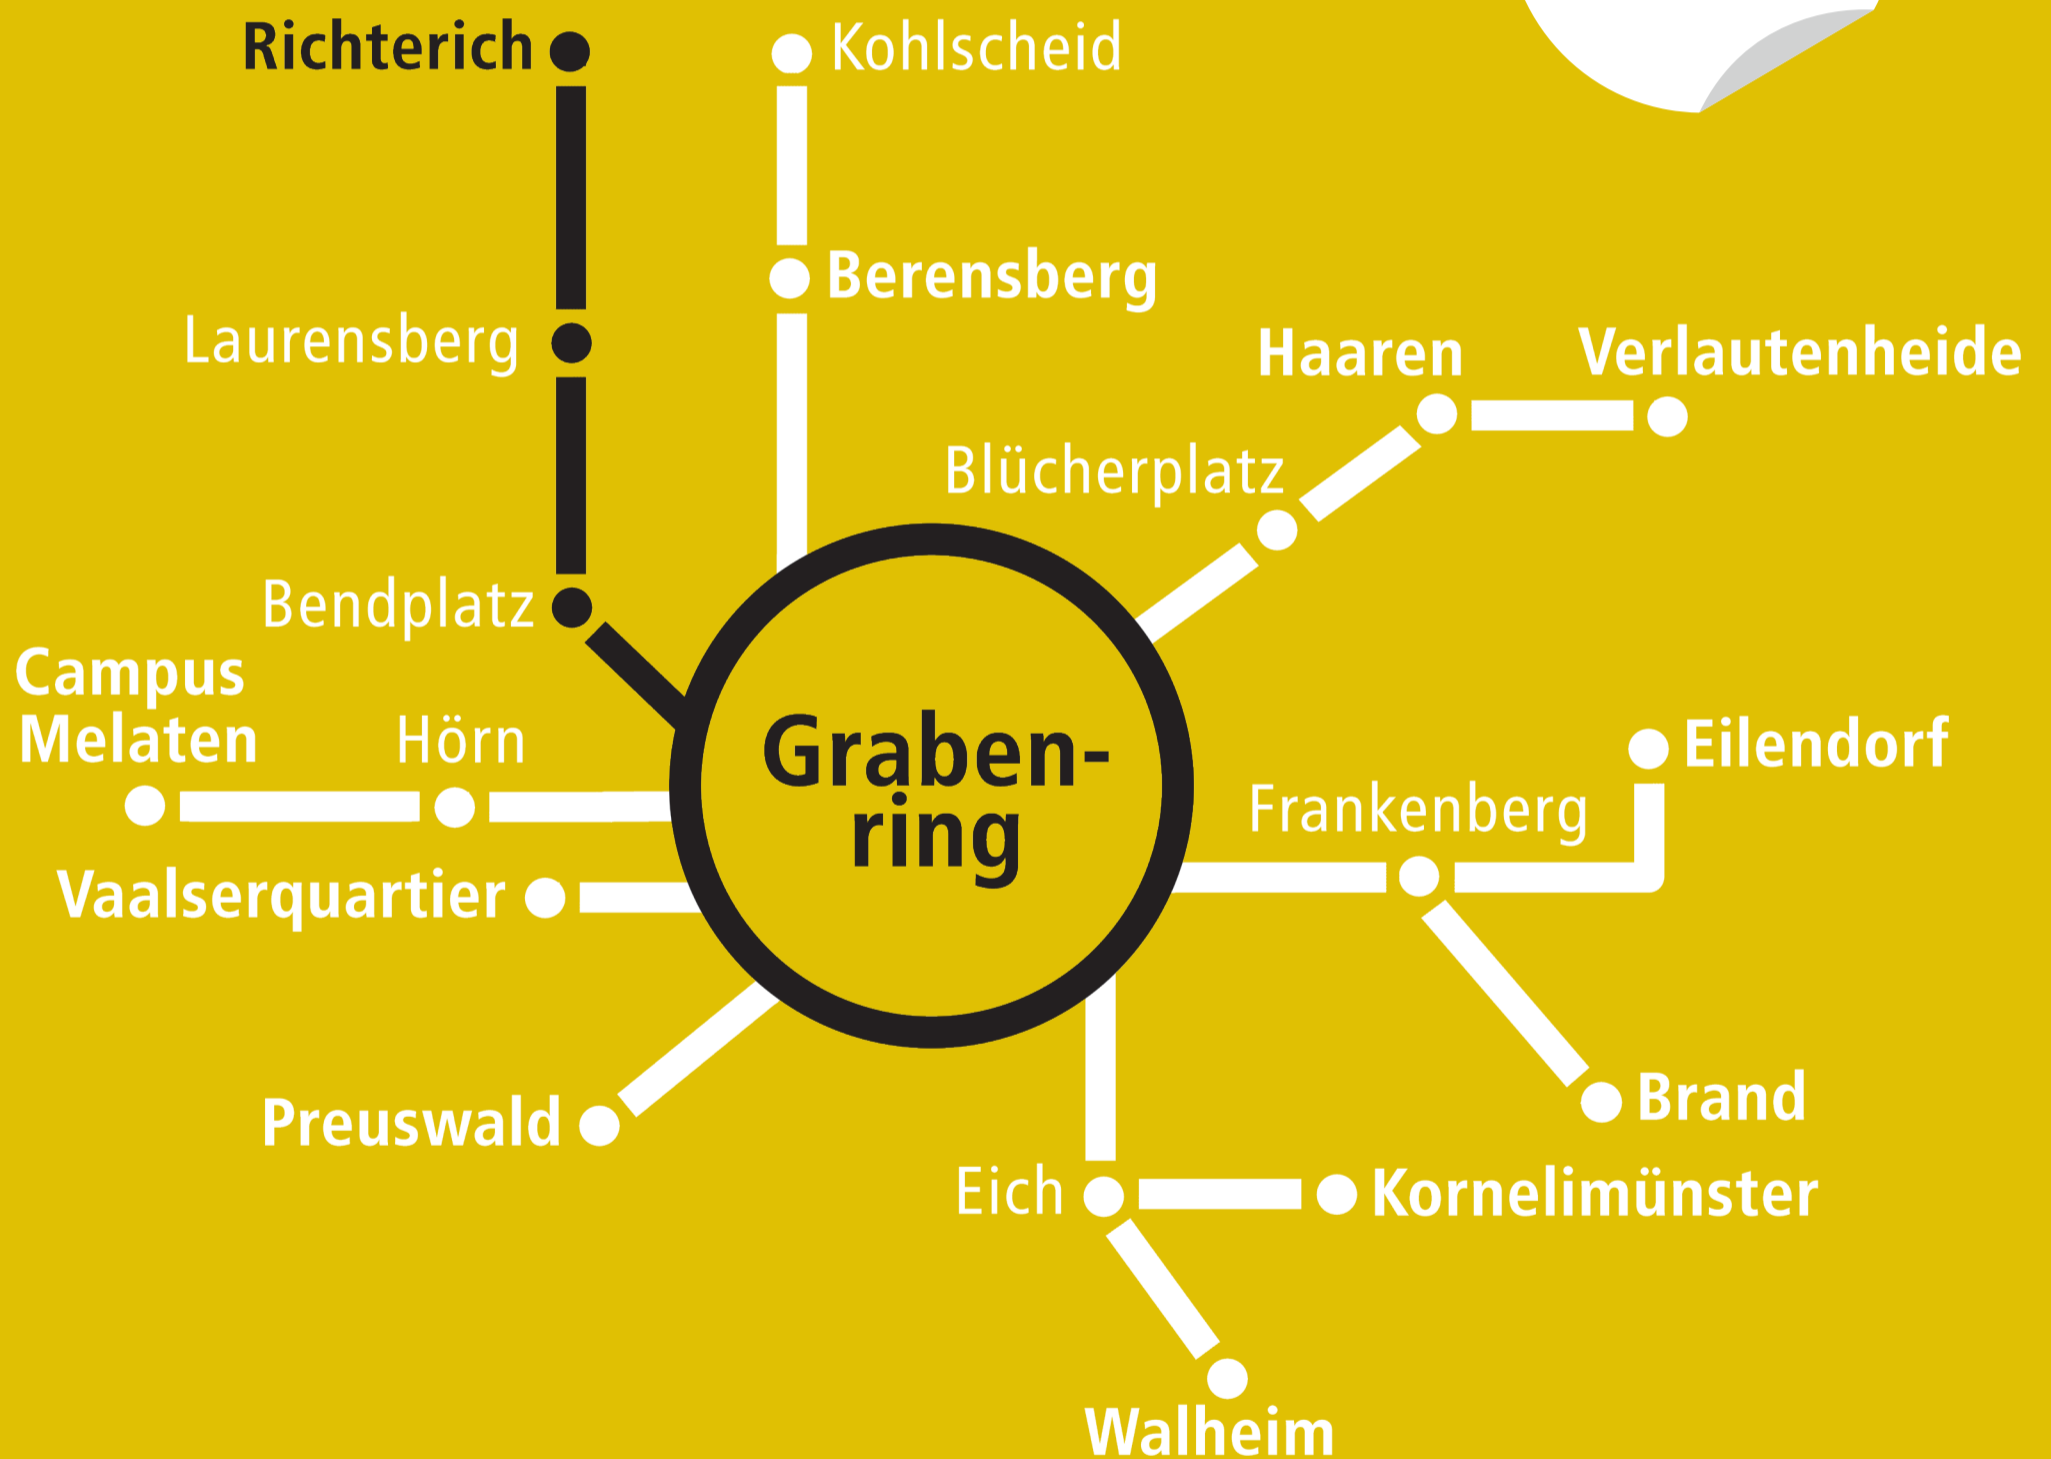 Richterich
Kohlscheid
Berensberg
Laurensberg
Haaren
Verlautenheide
Blücherplatz
Bendplatz
Campus
Melaten
Hörn
Graben-
ring
Eilendorf
Frankenberg
Vaalserquartier
Preuswald
Brand
Eich
Kornelimünster
Walheim